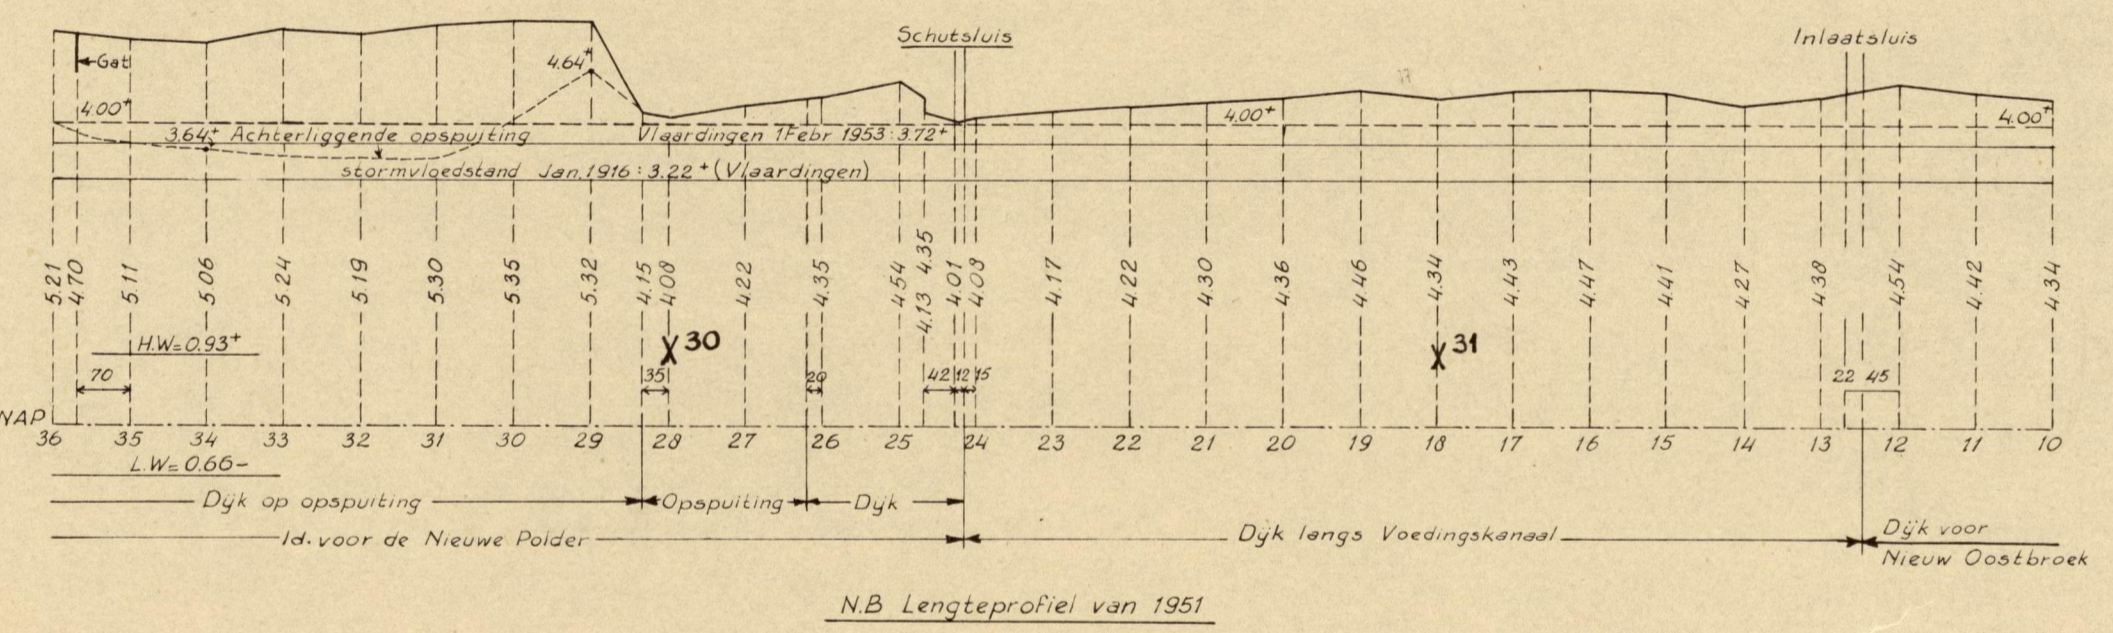 Schutsluis
Inlaatsluis
Gat
4.64+
4.00+
4.00+
4.00+
3.64+ Achterliggende opspuiting
Vlaardingen 1 Febr 1953: 3.72+
stormvloedstand Jan. 1916: 3.22+ (Vlaardingen)
5.21 4.70 5.11 5.06 5.24 5.19 5.30 5.35 5.32 4.15 4.08 4.22 4.35 4.54 4.13 4.35 4.01 4.08 4.17 4.22 4.30 4.36 4.46 4.34 4.43 4.47 4.41 4.27 4.38 4.54 4.42 4.34
H.W=0.93+
X 30
X 31
70 35 20 42 12 15 22 45
NAP
36 35 34 33 32 31 30 29 28 27 26 25 24 23 22 21 20 19 18 17 16 15 14 13 12 11 10
L.W=0.66-
Dijk op opspuiting
Opspuiting
Dijk
Id. voor de Nieuwe Polder
Dijk langs Voedingskanaal
Dijk voor
Nieuw Oostbroek
N.B Lengteprofiel van 1951